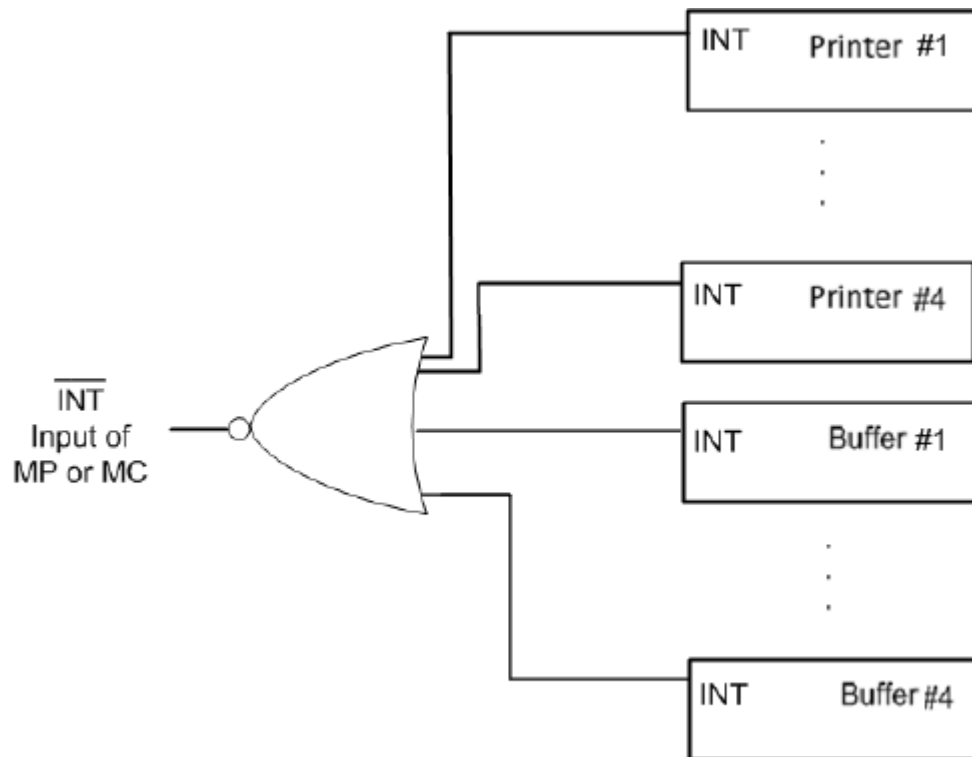 INT Printer #1
INT Printer #4
INT
Input of
MP or MC
INT Buffer #1
INT Buffer #4